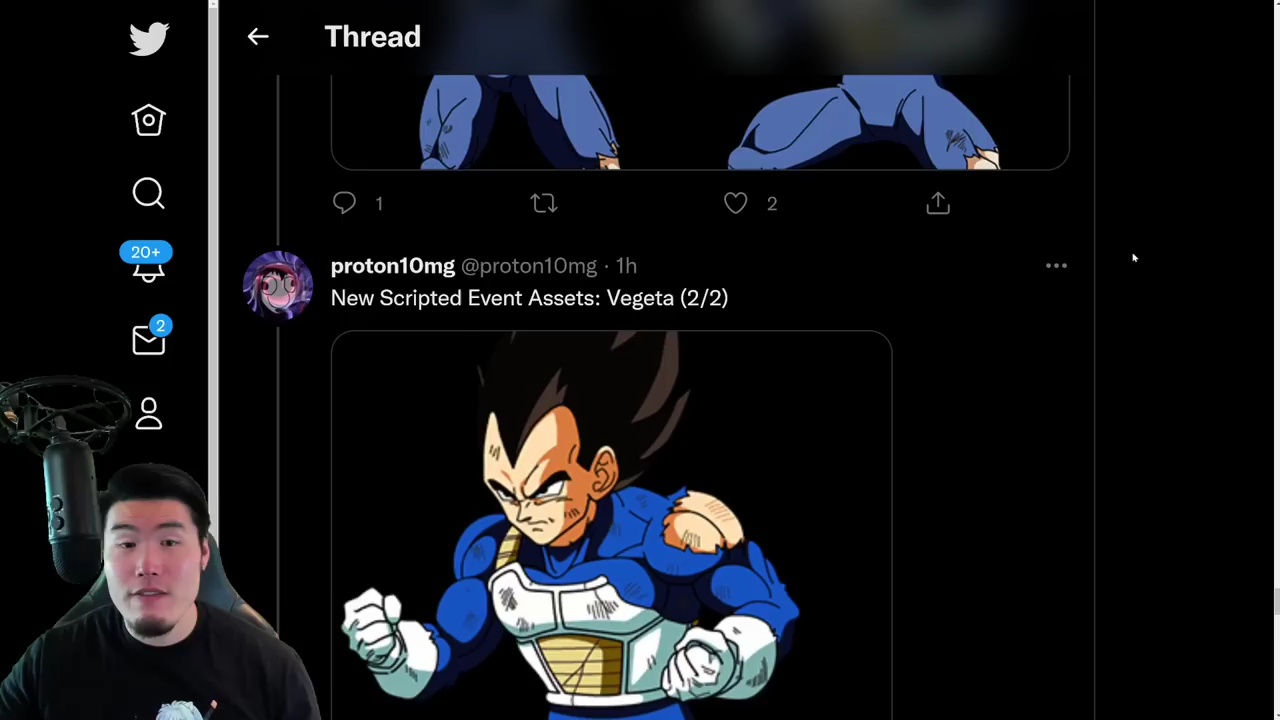 Thread
1
2
20+
proton10mg @proton10mg · 1h
New Scripted Event Assets: Vegeta (2/2)
2